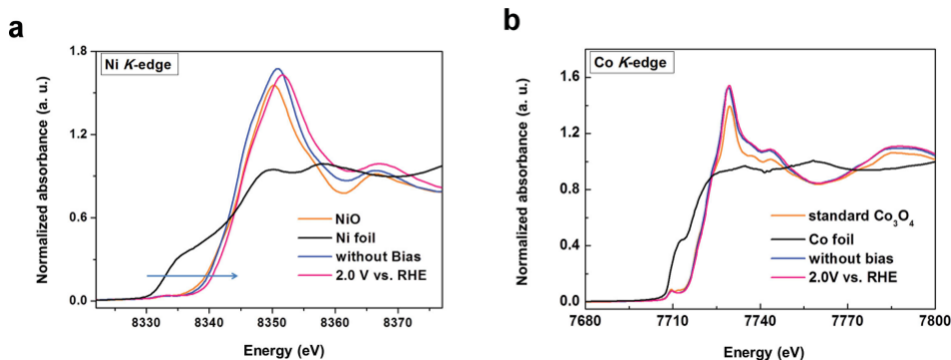 a
Ni K-edge
Normalized absorbance (a. u.)
1.8
1.2
0.6
0.0
NiO
Ni foil
without Bias
2.0 V vs. RHE
8330 8340 8350 8360 8370
Energy (eV)
b
Co K-edge
Normalized absorbance (a. u.)
1.6
1.2
0.8
0.4
0.0
standard Co₃O₄
Co foil
without bias
2.0V vs. RHE
7680 7710 7740 7770 7800
Energy (eV)